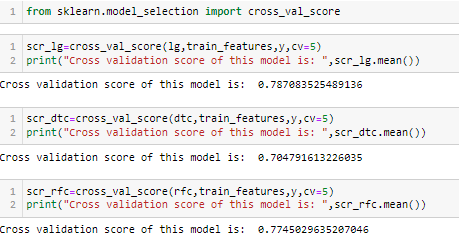 1 from sklearn.model_selection import cross_val_score
1 scr_lg=cross_val_score(lg,train_features,y,cv=5)
2 print("Cross validation score of this model is: ",scr_lg.mean())
Cross validation score of this model is:  0.787083525489136
1 scr_dtc=cross_val_score(dtc,train_features,y,cv=5)
2 print("Cross validation score of this model is: ",scr_dtc.mean())
Cross validation score of this model is:  0.704791613226035
1 scr_rfc=cross_val_score(rfc,train_features,y,cv=5)
2 print("Cross validation score of this model is: ",scr_rfc.mean())
Cross validation score of this model is:  0.7745029635207046